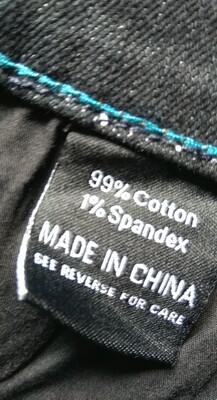 99% Cotton
1% Spandex
MADE IN CHINA
SEE REVERSE FOR CARE